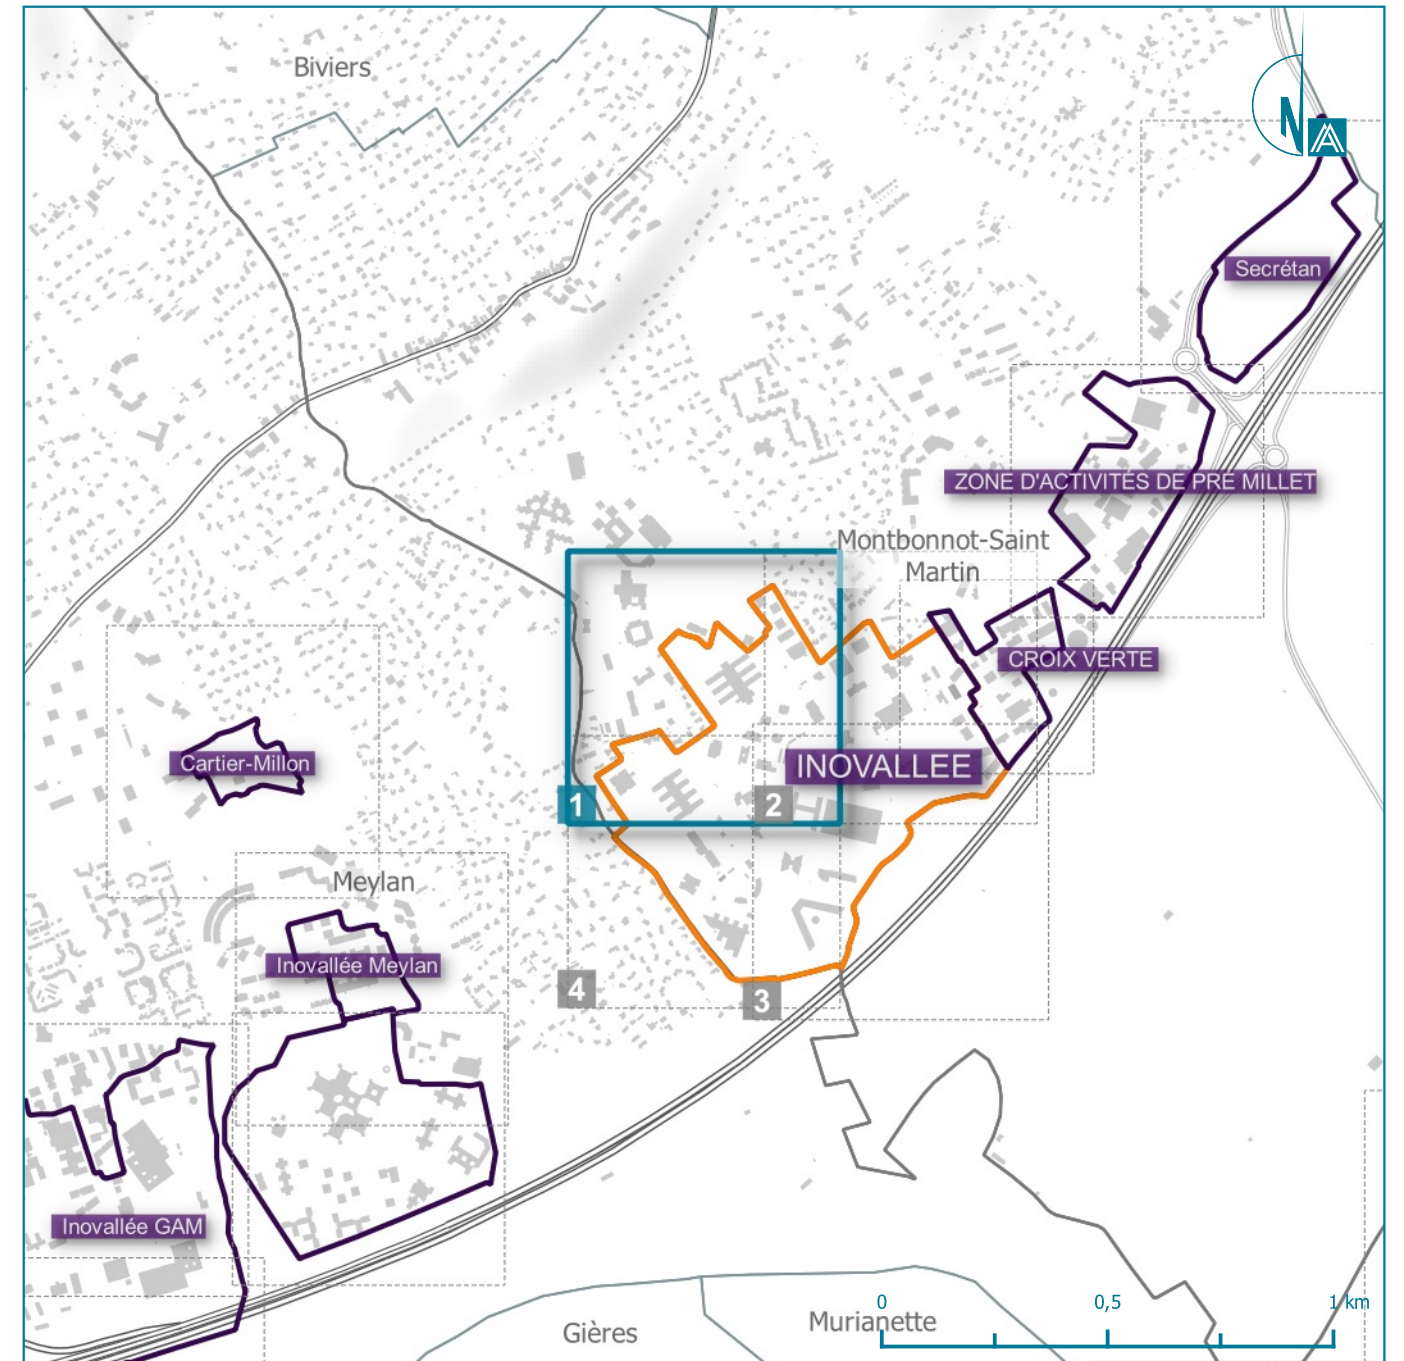 Biviers
N
Secrétan
ZONE D'ACTIVITÉS DE PRÉ MILLET
Montbonnot-Saint
Martin
CROIX VERTE
Cartier-Millon
INOVALLEE
1
2
Meylan
Inovallée Meylan
4
3
Inovallée GAM
0
0,5
1 km
Murianette
Gières